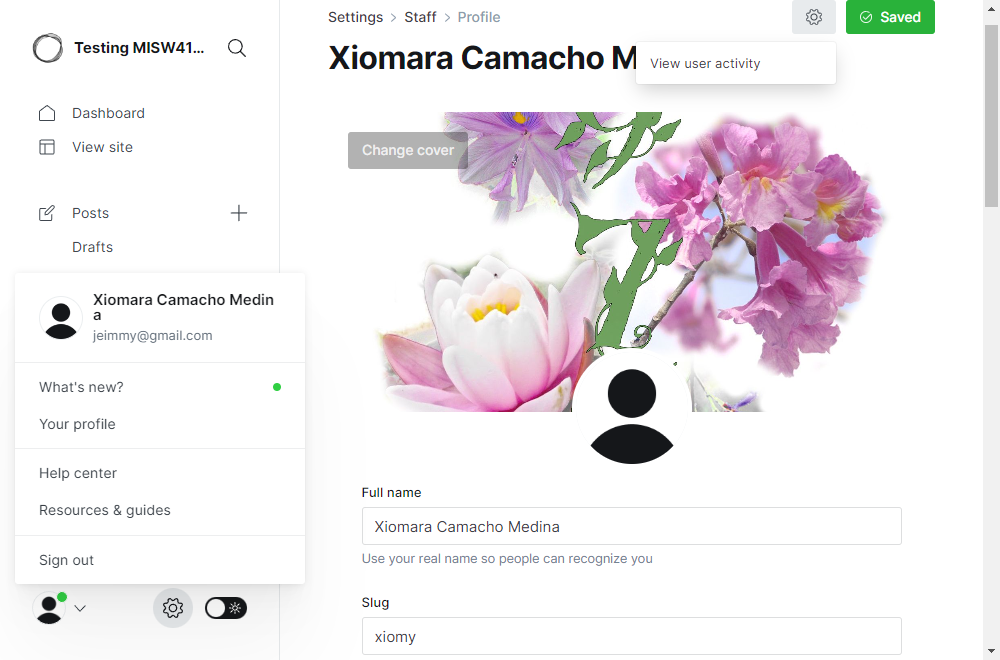 Testing MISW41...
Dashboard
View site
Posts
Drafts
Xiomara Camacho Medin
a
jeimmy@gmail.com
What's new?
Your profile
Help center
Resources & guides
Sign out
Settings > Staff > Profile
Saved
Xiomara Camacho M
View user activity
Change cover
Full name
Xiomara Camacho Medina
Use your real name so people can recognize you
Slug
xiomy